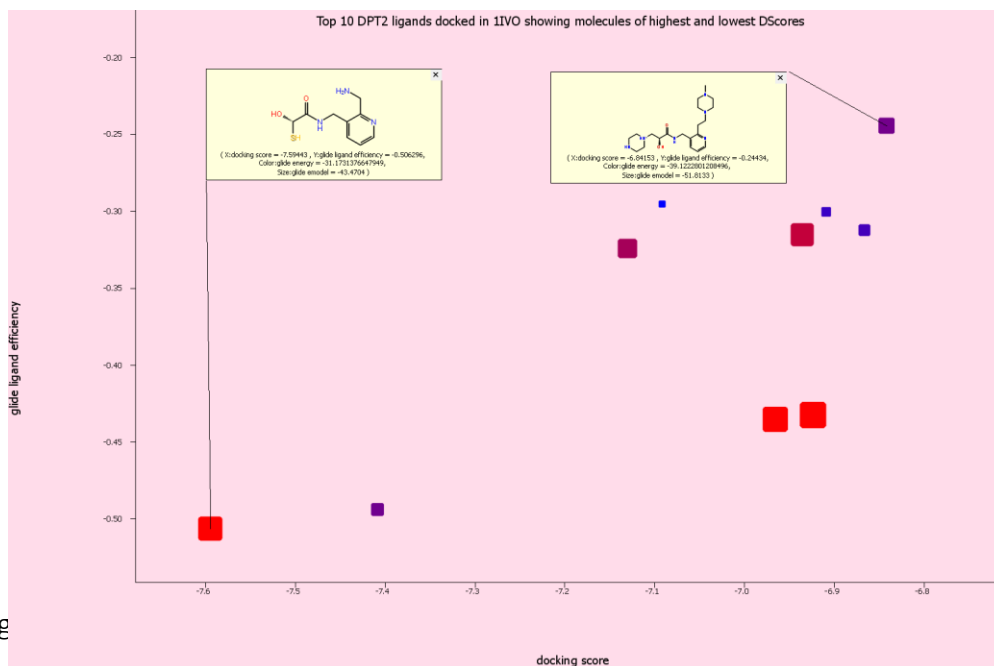 Top 10 DPT2 ligands docked in 1IVO showing molecules of highest and lowest DScores
-0.20
-0.25
-0.30
-0.35
-0.40
-0.45
-0.50
glide ligand efficiency
×
H₂N
O
HO
NH
N
SH
( X:docking score = -7.59443 , Y:glide ligand efficiency = -0.506296,
Color:glide energy = -31.1731376647949,
Size:glide emodel = -43.4704 )
×
( X:docking score = -6.84153 , Y:glide ligand efficiency = -0.24434,
Color:glide energy = -39.1222801208496,
Size:glide emodel = -51.8133 )
-7.6
-7.5
-7.4
-7.3
-7.2
-7.1
-7.0
-6.9
-6.8
docking score